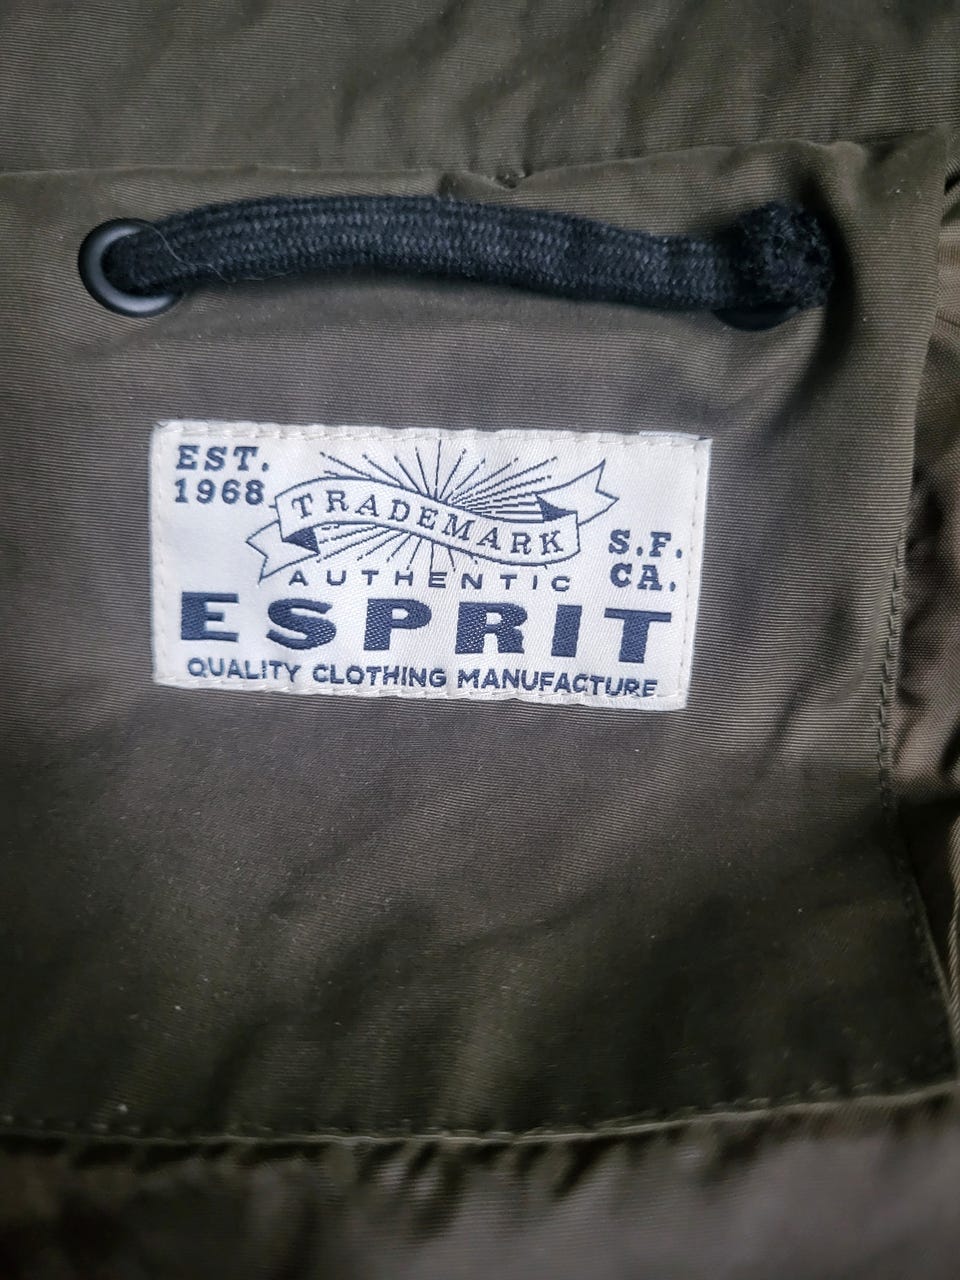 EST.
1968
TRADEMARK
S.F.
CA.
AUTHENTIC
ESPRIT
QUALITY CLOTHING MANUFACTURE